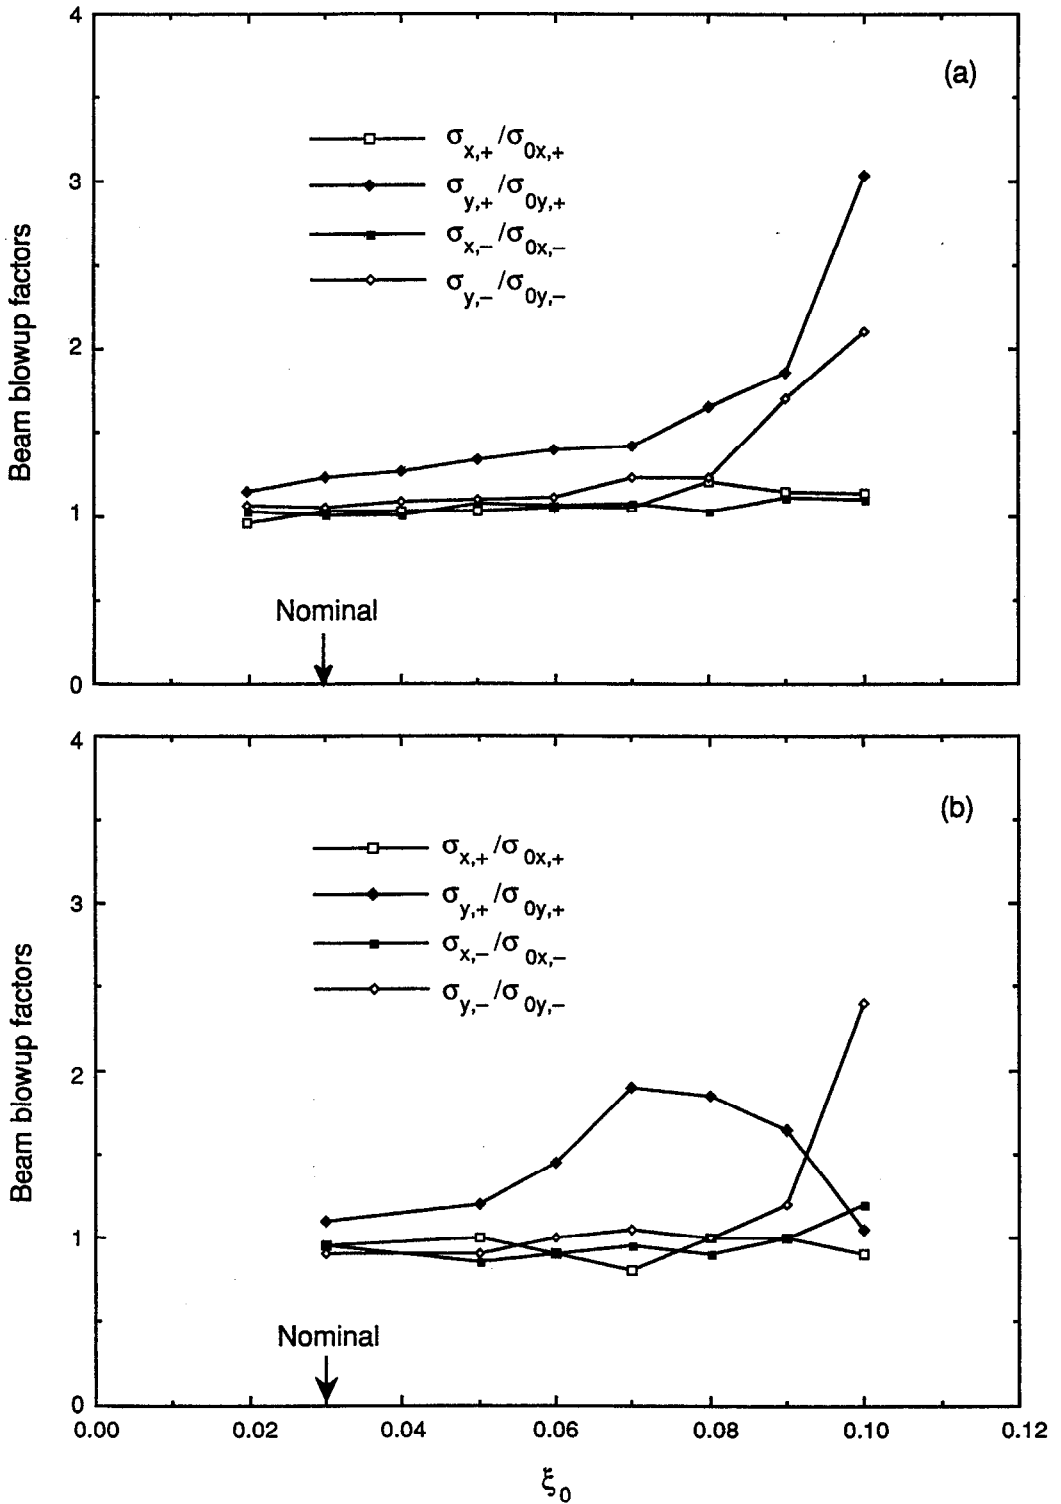 4
(a)
σx,+/σ0x,+
σy,+/σ0y,+
3
σx,–/σ0x,–
σy,–/σ0y,–
Beam blowup factors
2
1
Nominal
0
4
(b)
σx,+/σ0x,+
σy,+/σ0y,+
3
σx,–/σ0x,–
σy,–/σ0y,–
Beam blowup factors
2
1
Nominal
0
0.00 0.02 0.04 0.06 0.08 0.10 0.12
ξ0